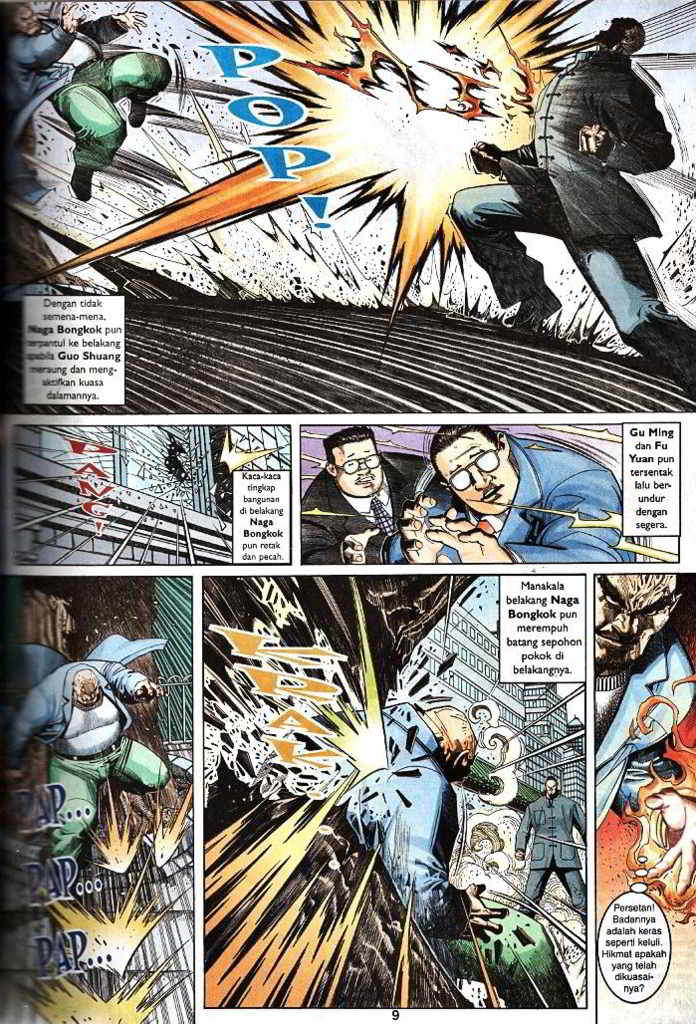 POP!
Dengan tidak
semena-mena,
Naga Bongkok pun
terpantul ke belakang
apabila Guo Shuang
meraung dan meng-
aktifkan kuasa
dalamannya.
PANG!
Kaca-kaca
tingkap
bangunan
di belakang
Naga
Bongkok pun
retak
dan pecah.
Gu Ming
dan Fu
Yuan pun
tersentak
lalu ber-
undur
dengan
segera.
PAP...
PAP...
PAP...
Manakala
belakang Naga
Bongkok pun
merempuh
batang sepohon
pokok di
belakangnya.
Persetan!
Badannya
adalah keras
seperti keluli.
Hikmat apakah
yang telah
dikuasai-
nya?
9